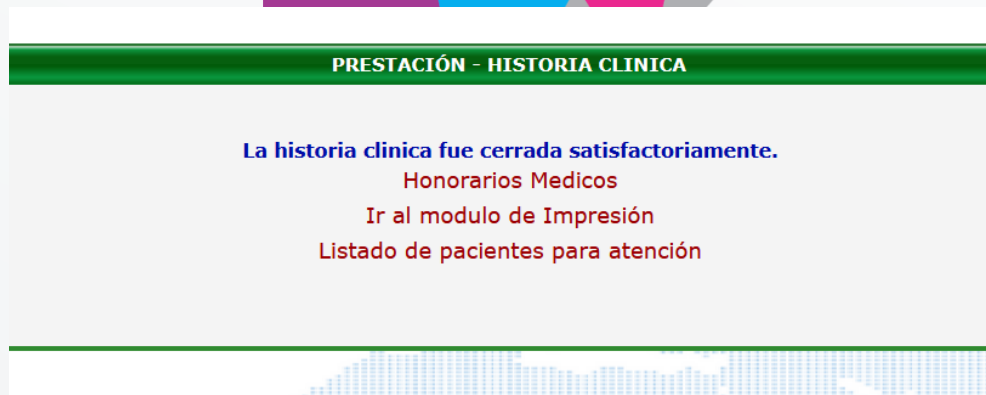 PRESTACIÓN - HISTORIA CLINICA
La historia clinica fue cerrada satisfactoriamente.
Honorarios Medicos
Ir al modulo de Impresión
Listado de pacientes para atención